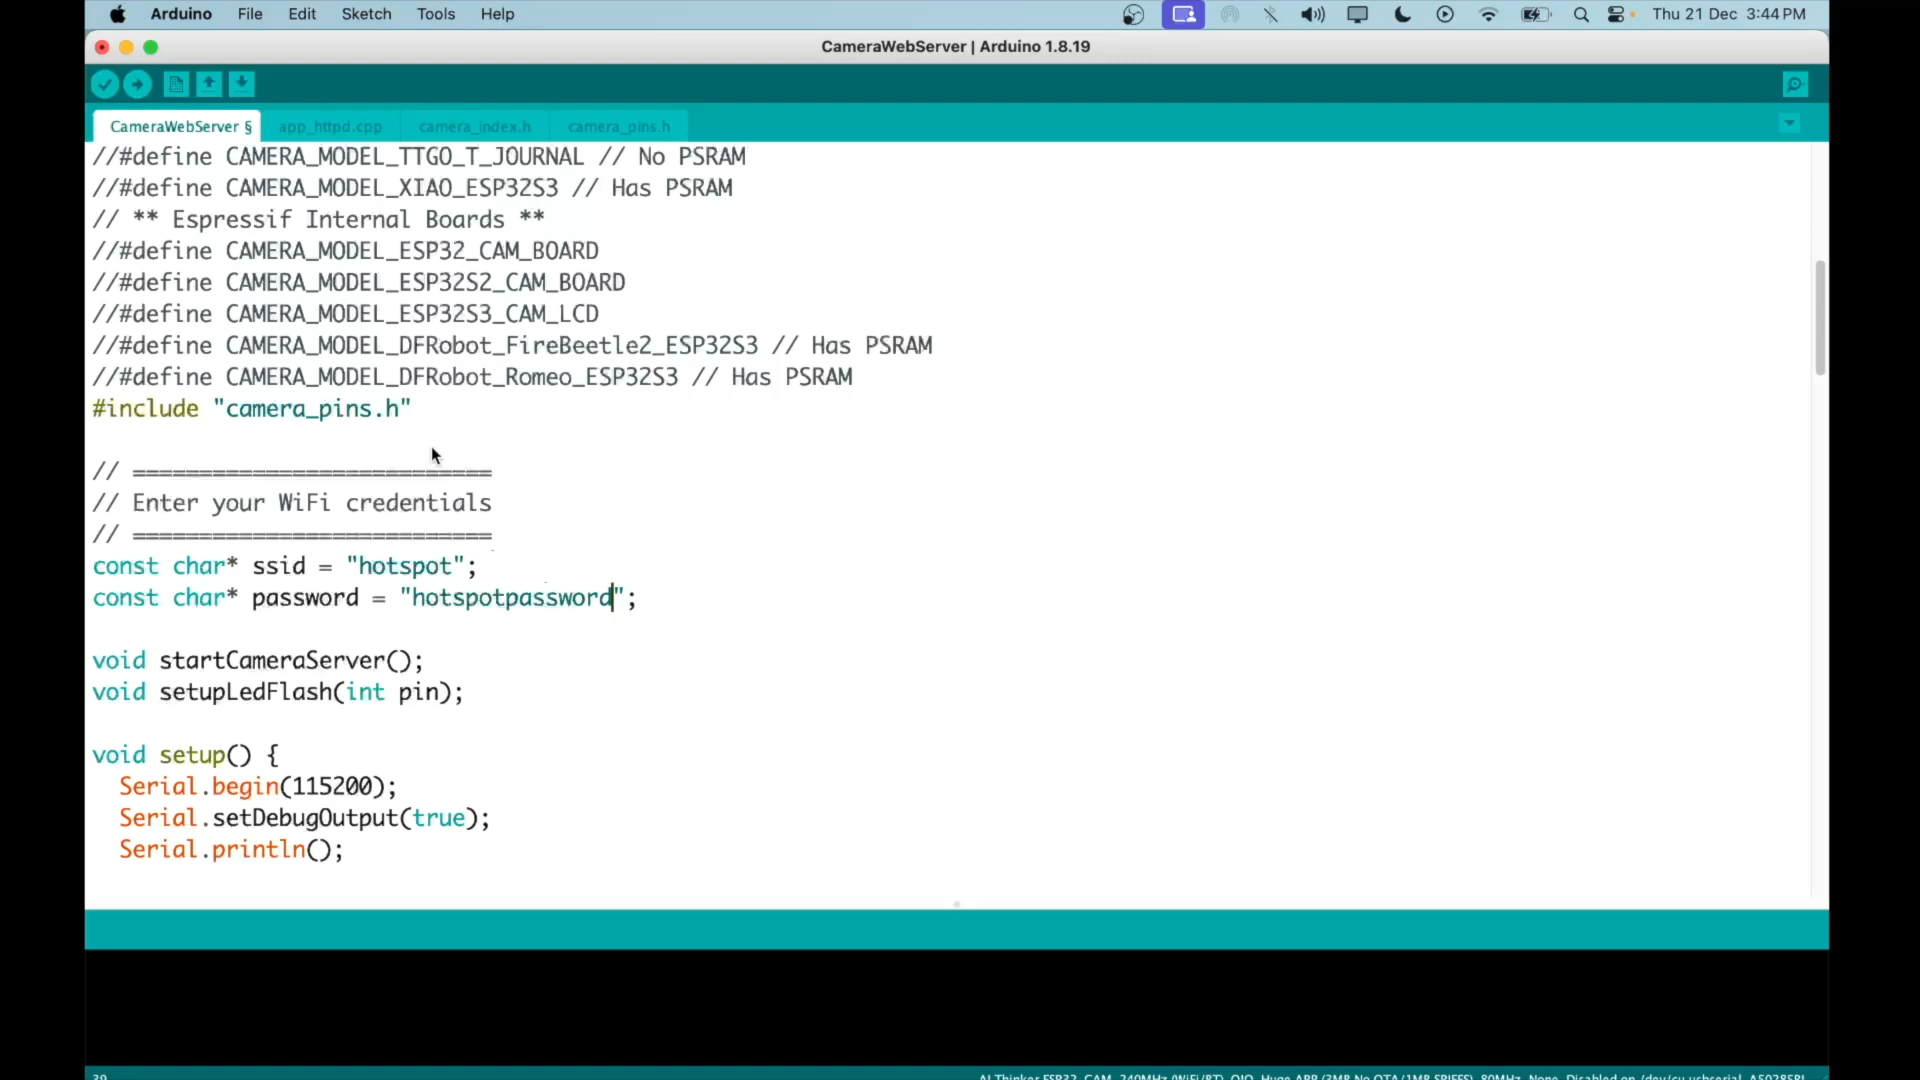 Arduino File Edit Sketch Tools Help Thu 21 Dec 3:44 PM
CameraWebServer | Arduino 1.8.19
CameraWebServer § app_httpd.cpp camera_index.h camera_pins.h
//#define CAMERA_MODEL_TTGO_T_JOURNAL // No PSRAM
//#define CAMERA_MODEL_XIAO_ESP32S3 // Has PSRAM
// ** Espressif Internal Boards **
//#define CAMERA_MODEL_ESP32_CAM_BOARD
//#define CAMERA_MODEL_ESP32S2_CAM_BOARD
//#define CAMERA_MODEL_ESP32S3_CAM_LCD
//#define CAMERA_MODEL_DFRobot_FireBeetle2_ESP32S3 // Has PSRAM
//#define CAMERA_MODEL_DFRobot_Romeo_ESP32S3 // Has PSRAM
#include "camera_pins.h"
// ===========================
// Enter your WiFi credentials
// ===========================
const char* ssid = "hotspot";
const char* password = "hotspotpassword";
void startCameraServer();
void setupLedFlash(int pin);
void setup() {
Serial.begin(115200);
Serial.setDebugOutput(true);
Serial.println();